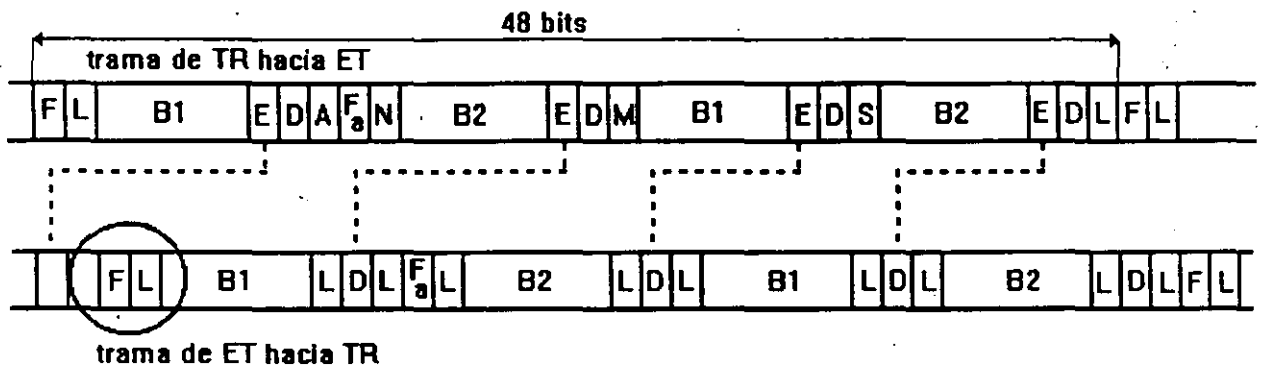 48 bits
trama de TR hacia ET
F L B1 E D A Fa N B2 E D M B1 E D S B2 E D L F L
F L B1 L D L Fa L B2 L D L B1 L D L B2 L D L F L
trama de ET hacia TR